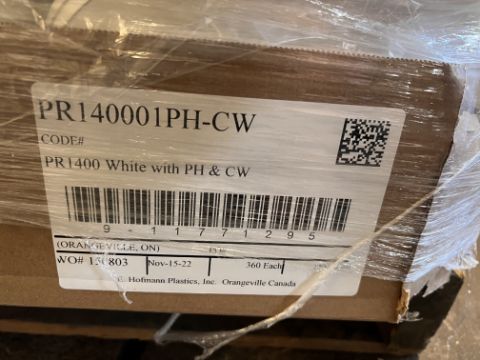 PR140001PH-CW
CODE#
PR1400 White with PH & CW
9-11771295
(ORANGEVILLE, ON)
WO# 150803 Nov-15-22 360 Each
E. Hofmann Plastics, Inc. Orangeville Canada